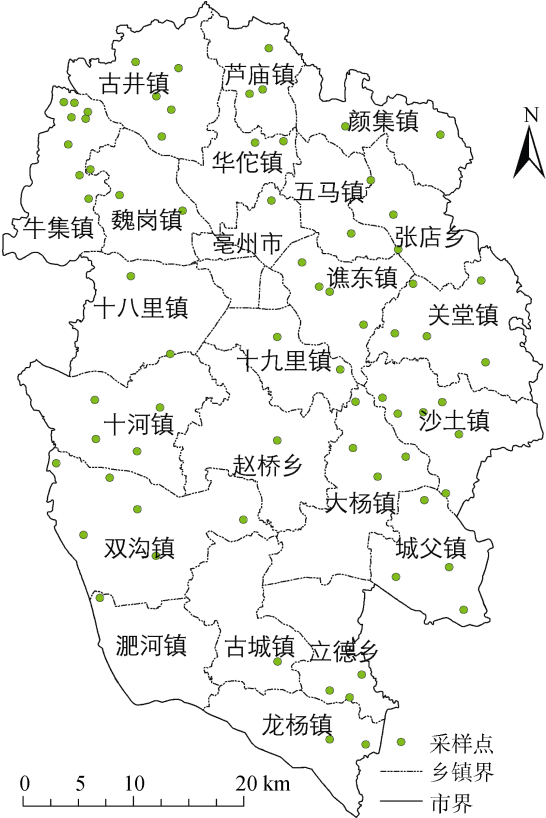 古井镇
芦庙镇
颜集镇
华佗镇
五马镇
牛集镇
魏岗镇
亳州市
张店乡
谯东镇
十八里镇
关堂镇
十九里镇
十河镇
沙土镇
赵桥乡
大杨镇
双沟镇
城父镇
淝河镇
古城镇
立德乡
龙杨镇
N
采样点
乡镇界
市界
0 5 10 20 km